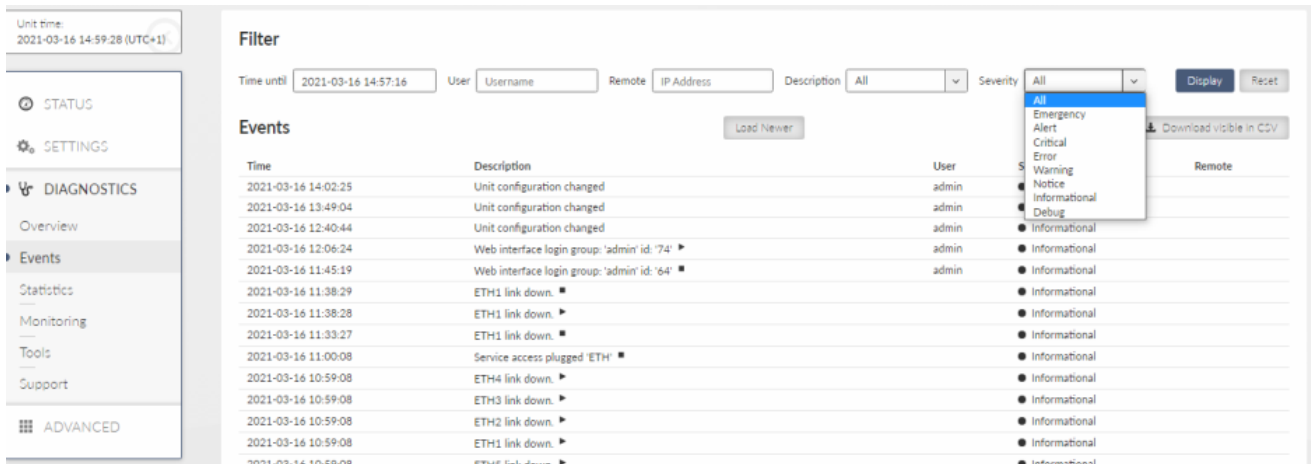 Unit time:
2021-03-16 14:59:28 (UTC+1)
STATUS
SETTINGS
DIAGNOSTICS
Overview
Events
Statistics
Monitoring
Tools
Support
ADVANCED
Filter
Time until 2021-03-16 14:57:16 User Username Remote IP Address Description All Severity All Display Reset
All
Emergency
Alert
Critical
Error
Warning
Notice
Informational
Debug
Events Load Newer Download visible in CSV
Time Description User S Remote
2021-03-16 14:02:25 Unit configuration changed admin
2021-03-16 13:49:04 Unit configuration changed admin
2021-03-16 12:40:44 Unit configuration changed admin Informational
2021-03-16 12:06:24 Web interface login group: 'admin' id: '74' admin Informational
2021-03-16 11:45:19 Web interface login group: 'admin' id: '64' admin Informational
2021-03-16 11:38:29 ETH1 link down. Informational
2021-03-16 11:38:28 ETH1 link down. Informational
2021-03-16 11:33:27 ETH1 link down. Informational
2021-03-16 11:00:08 Service access plugged 'ETH' Informational
2021-03-16 10:59:08 ETH4 link down. Informational
2021-03-16 10:59:08 ETH3 link down. Informational
2021-03-16 10:59:08 ETH2 link down. Informational
2021-03-16 10:59:08 ETH1 link down. Informational
2021-03-16 10:59:08 ETH5 link down. Informational